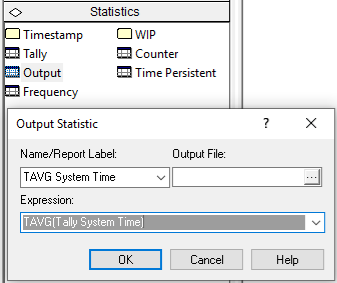 Statistics
Timestamp WIP
Tally Counter
Output Time Persistent
Frequency
Output Statistic ? ×
Name/Report Label: Output File:
TAVG System Time ...
Expression:
TAVG(Tally System Time)
OK Cancel Help